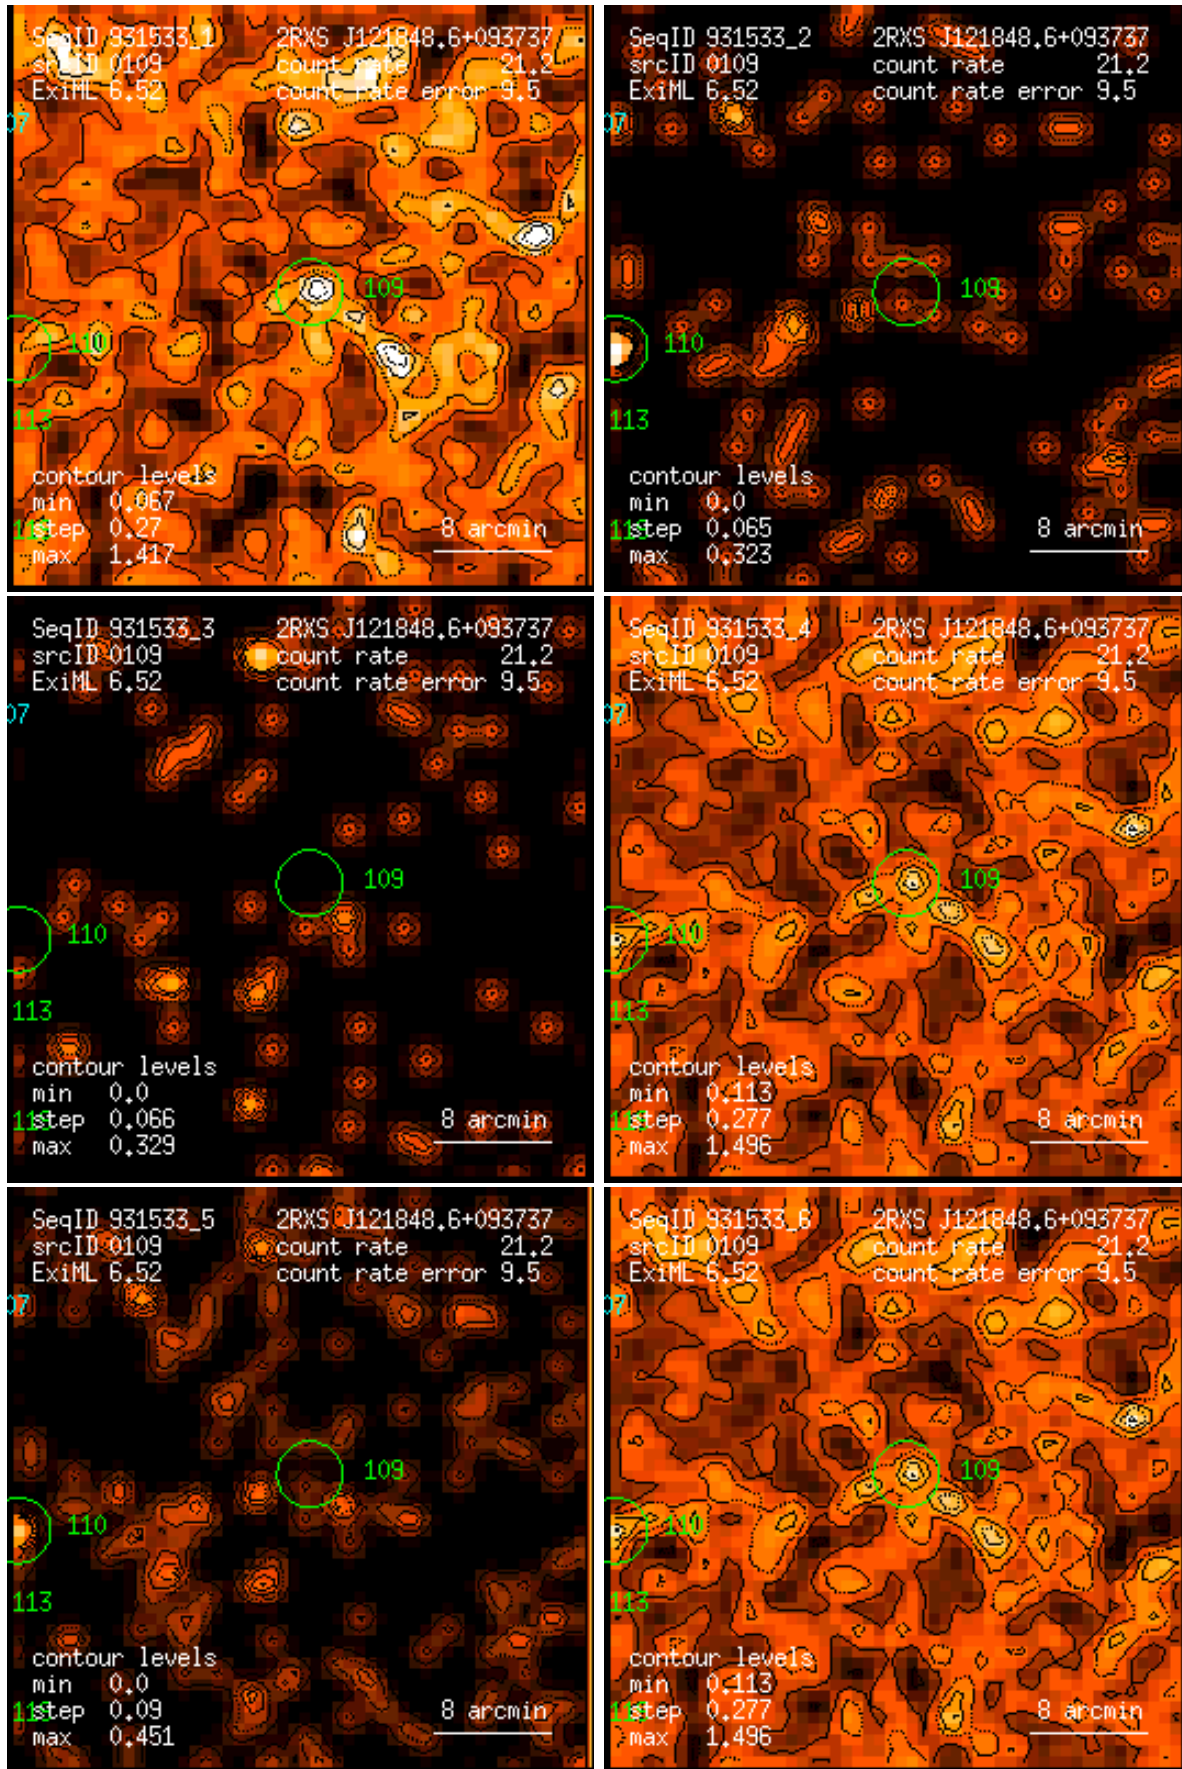 SeqID 931533_1 2RXS J121848.6+093737
srcID 0109 count rate 21.2
ExiML 6.52 count rate error 9.5
07
109
110
113
contour levels
min 0.067
step 0.27
max 1.417
8 arcmin
SeqID 931533_2 2RXS J121848.6+093737
srcID 0109 count rate 21.2
ExiML 6.52 count rate error 9.5
07
109
110
113
contour levels
min 0.0
step 0.065
max 0.323
8 arcmin
SeqID 931533_3 2RXS J121848.6+093737
srcID 0109 count rate 21.2
ExiML 6.52 count rate error 9.5
07
109
110
113
contour levels
min 0.0
step 0.066
max 0.329
8 arcmin
SeqID 931533_4 2RXS J121848.6+093737
srcID 0109 count rate 21.2
ExiML 6.52 count rate error 9.5
07
109
110
113
contour levels
min 0.113
step 0.277
max 1.496
8 arcmin
SeqID 931533_5 2RXS J121848.6+093737
srcID 0109 count rate 21.2
ExiML 6.52 count rate error 9.5
07
109
110
113
contour levels
min 0.0
step 0.09
max 0.451
8 arcmin
SeqID 931533_6 2RXS J121848.6+093737
srcID 0109 count rate 21.2
ExiML 6.52 count rate error 9.5
07
109
110
113
contour levels
min 0.113
step 0.277
max 1.496
8 arcmin